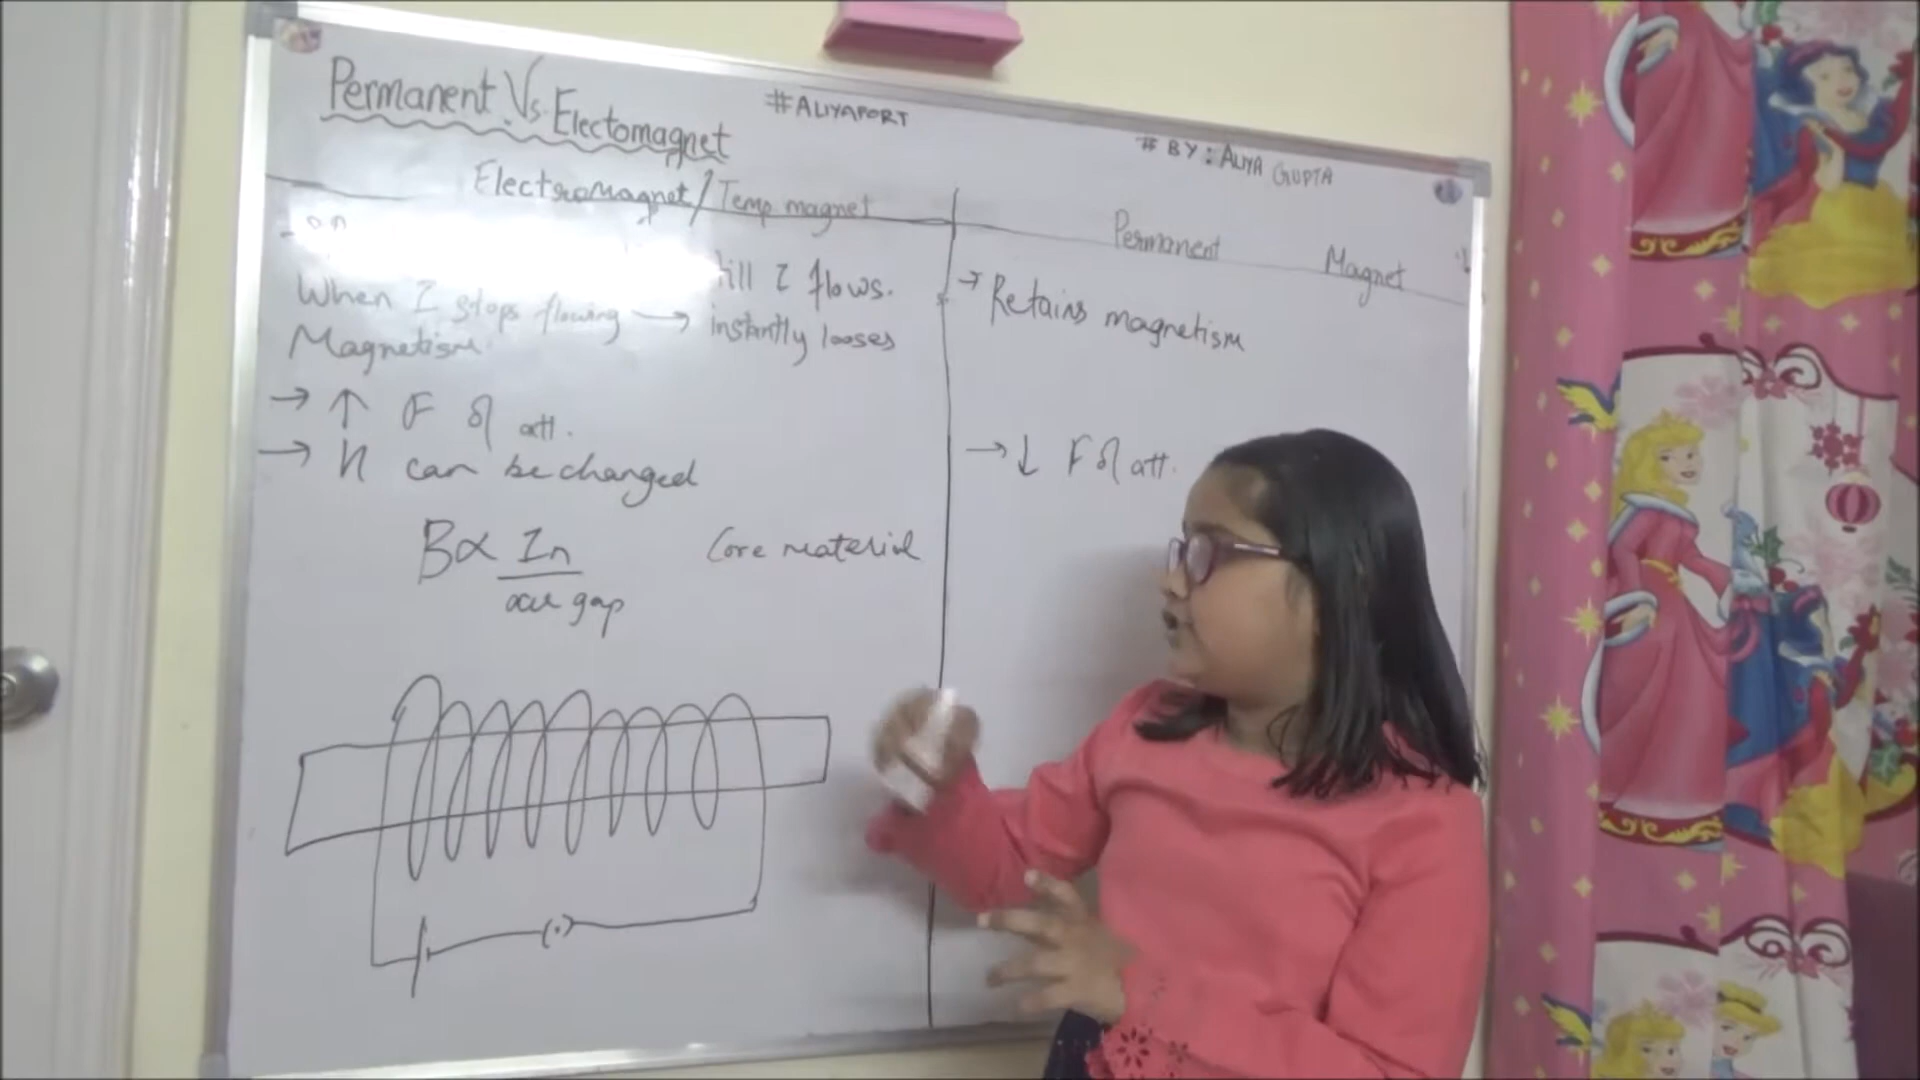 Permanent Vs. Electomagnet
#ALIYAPORT
# BY: ALIYA GUPTA
Electromagnet/Temp magnet
till I flows.
When I stops flowing → instantly looses
Magnetism.
→ ↑ F of att.
→ n can be changed
B∝ In
air gap
Core material
Permanent Magnet
→ Retains magnetism
→ ↓ F of att.